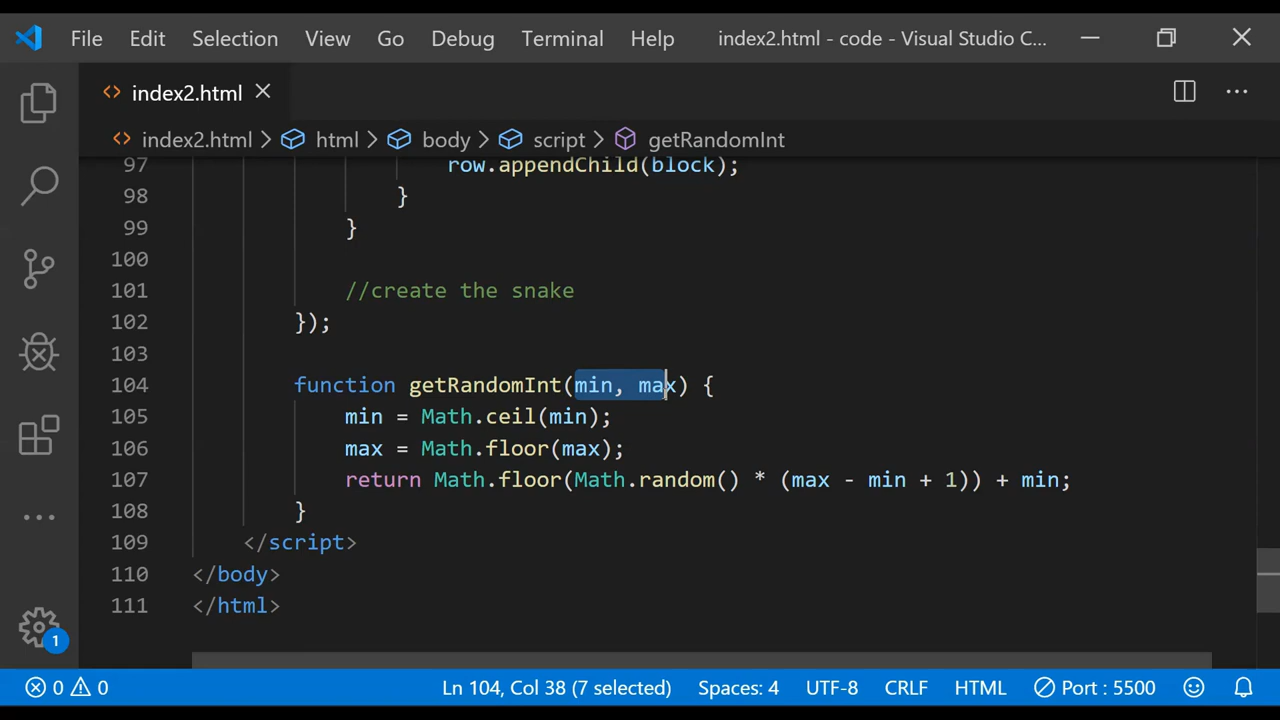 File Edit Selection View Go Debug Terminal Help index2.html - code - Visual Studio C...
index2.html
index2.html > html > body > script > getRandomInt
97 row.appendChild(block);
98 }
99 }
100
101 //create the snake
102 });
103
104 function getRandomInt(min, max) {
105 min = Math.ceil(min);
106 max = Math.floor(max);
107 return Math.floor(Math.random() * (max - min + 1)) + min;
108 }
109 </script>
110 </body>
111 </html>
1
0 0 Ln 104, Col 38 (7 selected) Spaces: 4 UTF-8 CRLF HTML Port : 5500